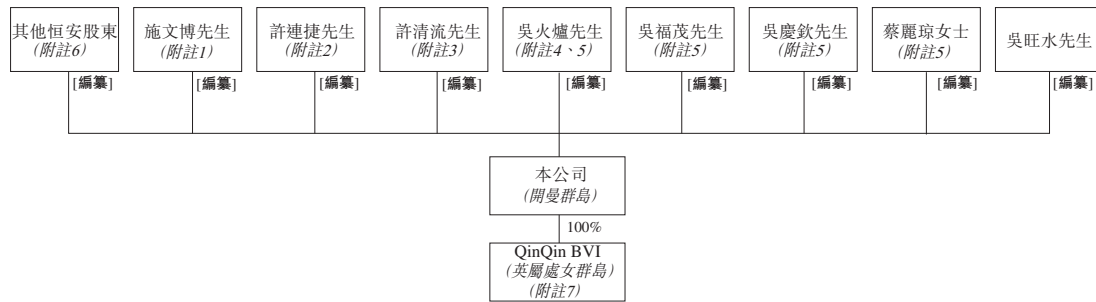 其他恒安股東
(附註6)
施文博先生
(附註1)
許連捷先生
(附註2)
許清流先生
(附註3)
吳火爐先生
(附註4、5)
吳福茂先生
(附註5)
吳慶欽先生
(附註5)
蔡麗琼女士
(附註5)
吳旺水先生
[編纂]
[編纂]
[編纂]
[編纂]
[編纂]
[編纂]
[編纂]
[編纂]
[編纂]
本公司
(開曼群島)
100%
QinQin BVI
(英屬處女群島)
(附註7)